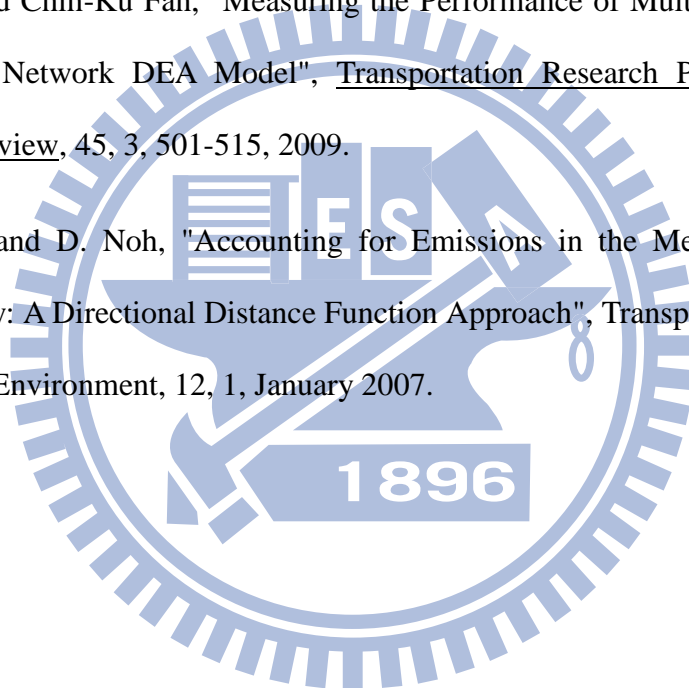 d Chih-Ku Fan, "Measuring the Performance of Mult
Network DEA Model", Transportation Research P
view, 45, 3, 501-515, 2009.
and D. Noh, "Accounting for Emissions in the Me
y: A Directional Distance Function Approach", Transp
Environment, 12, 1, January 2007.
E S A
8
1896